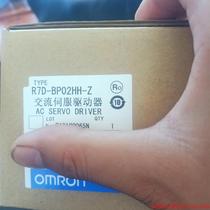 TYPE
R7D-BP02HH-Z
交流伺服驱动器
AC SERVO DRIVER
LOT QTY
1
OMRON